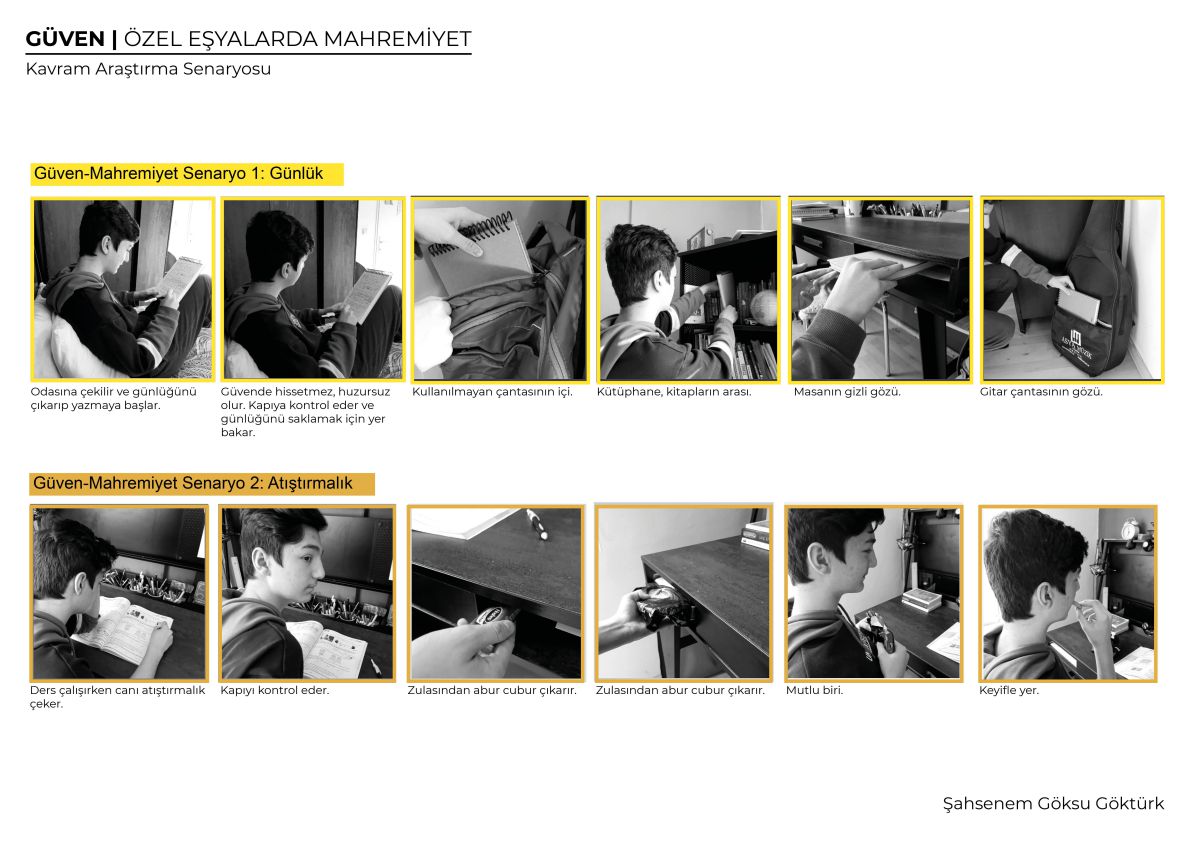 GÜVEN | ÖZEL EŞYALARDA MAHREMİYET
Kavram Araştırma Senaryosu
Güven-Mahremiyet Senaryo 1: Günlük
Odasına çekilir ve günlüğünü
çıkarıp yazmaya başlar.
Güvende hissetmez, huzursuz
olur. Kapıya kontrol eder ve
günlüğünü saklamak için yer
bakar.
Kullanılmayan çantasının içi.
Kütüphane, kitapların arası.
Masanın gizli gözü.
Gitar çantasının gözü.
Güven-Mahremiyet Senaryo 2: Atıştırmalık
Ders çalışırken canı atıştırmalık
çeker.
Kapıyı kontrol eder.
Zulasından abur cubur çıkarır.
Zulasından abur cubur çıkarır.
Mutlu biri.
Keyifle yer.
Şahsenem Göksu Göktürk